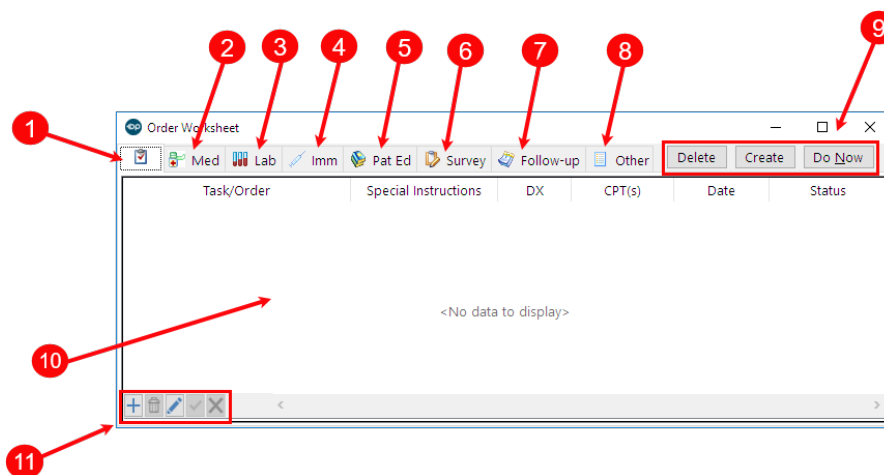 9
2 3 4 5 6 7 8
1
op Order Worksheet
Med Lab Imm Pat Ed Survey Follow-up Other Delete Create Do Now
Task/Order Special Instructions DX CPT(s) Date Status
<No data to display>
10
11